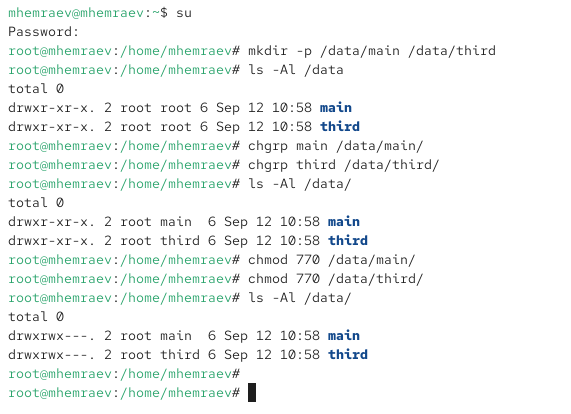 mhemraev@mhemraev:~$ su
Password:
root@mhemraev:/home/mhemraev# mkdir -p /data/main /data/third
root@mhemraev:/home/mhemraev# ls -Al /data
total 0
drwxr-xr-x. 2 root root 6 Sep 12 10:58 main
drwxr-xr-x. 2 root root 6 Sep 12 10:58 third
root@mhemraev:/home/mhemraev# chgrp main /data/main/
root@mhemraev:/home/mhemraev# chgrp third /data/third/
root@mhemraev:/home/mhemraev# ls -Al /data/
total 0
drwxr-xr-x. 2 root main  6 Sep 12 10:58 main
drwxr-xr-x. 2 root third 6 Sep 12 10:58 third
root@mhemraev:/home/mhemraev# chmod 770 /data/main/
root@mhemraev:/home/mhemraev# chmod 770 /data/third/
root@mhemraev:/home/mhemraev# ls -Al /data/
total 0
drwxrwx---. 2 root main  6 Sep 12 10:58 main
drwxrwx---. 2 root third 6 Sep 12 10:58 third
root@mhemraev:/home/mhemraev#
root@mhemraev:/home/mhemraev#